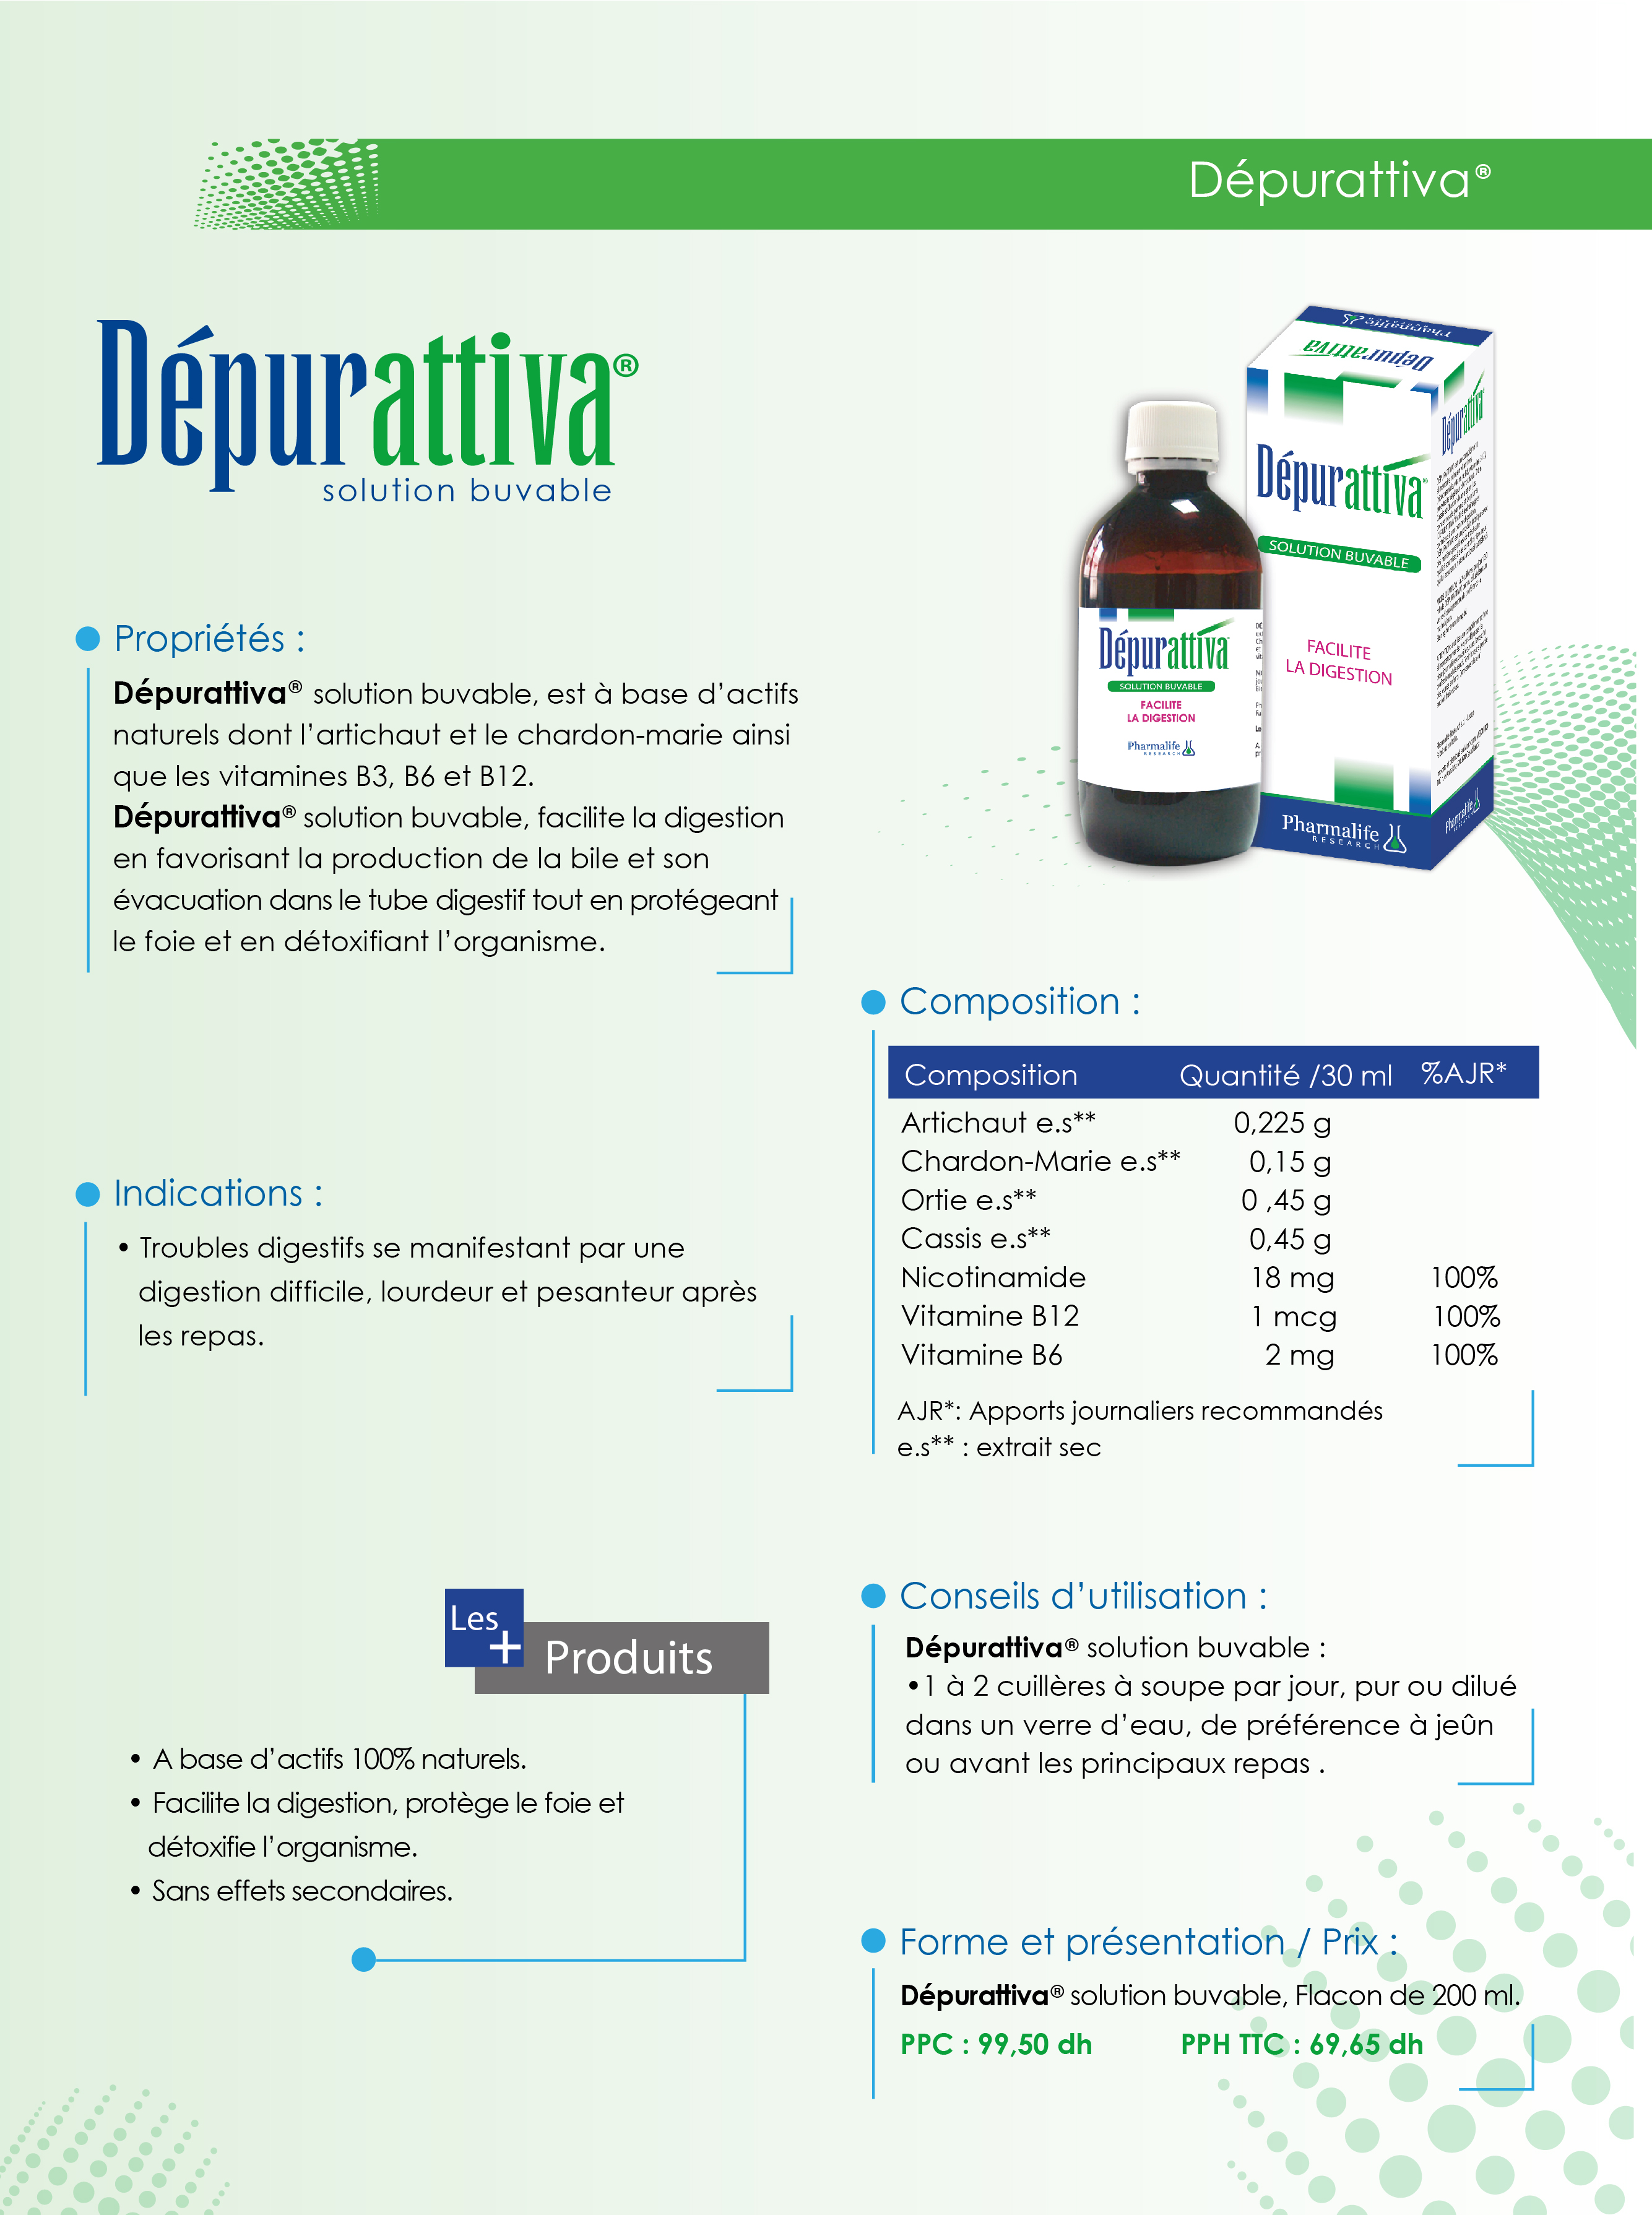 Dépurattiva®
Dépurattiva®
solution buvable
Pharmalife
Dépurattiva
Dépurattiva
Dépurattiva
SOLUTION BUVABLE
FACILITE
LA DIGESTION
Pharmalife
RESEARCH
Pharmalife
Dépurattiva
SOLUTION BUVABLE
FACILITE
LA DIGESTION
Pharmalife
RESEARCH
Propriétés :
Dépurattiva® solution buvable, est à base d’actifs
naturels dont l’artichaut et le chardon-marie ainsi
que les vitamines B3, B6 et B12.
Dépurattiva® solution buvable, facilite la digestion
en favorisant la production de la bile et son
évacuation dans le tube digestif tout en protégeant
le foie et en détoxifiant l’organisme.
Indications :
• Troubles digestifs se manifestant par une
digestion difficile, lourdeur et pesanteur après
les repas.
Les +
Produits
• A base d’actifs 100% naturels.
• Facilite la digestion, protège le foie et
détoxifie l’organisme.
• Sans effets secondaires.
Composition :
Composition Quantité /30 ml %AJR*
Artichaut e.s** 0,225 g
Chardon-Marie e.s** 0,15 g
Ortie e.s** 0 ,45 g
Cassis e.s** 0,45 g
Nicotinamide 18 mg 100%
Vitamine B12 1 mcg 100%
Vitamine B6 2 mg 100%
AJR*: Apports journaliers recommandés
e.s** : extrait sec
Conseils d’utilisation :
Dépurattiva® solution buvable :
•1 à 2 cuillères à soupe par jour, pur ou dilué
dans un verre d’eau, de préférence à jeûn
ou avant les principaux repas .
Forme et présentation / Prix :
Dépurattiva® solution buvable, Flacon de 200 ml.
PPC : 99,50 dh PPH TTC : 69,65 dh